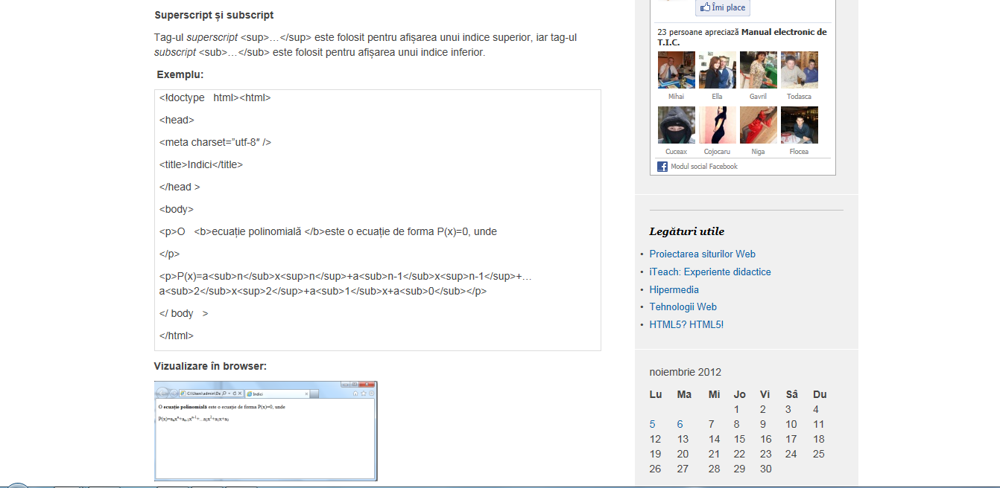 Superscript și subscript
Tag-ul superscript <sup>…</sup> este folosit pentru afișarea unui indice superior, iar tag-ul
subscript <sub>…</sub> este folosit pentru afișarea unui indice inferior.
Exemplu:
<!doctype html><html>
<head>
<meta charset=”utf-8″ />
<title>Indici</title>
</head >
<body>
<p>O <b>ecuație polinomială </b>este o ecuație de forma P(x)=0, unde
</p>
<p>P(x)=a<sub>n</sub>x<sup>n</sup>+a<sub>n-1</sub>x<sup>n-1</sup>+…
a<sub>2</sub>x<sup>2</sup>+a<sub>1</sub>x+a<sub>0</sub></p>
</ body >
</html>
Vizualizare în browser:
C:\Users\admin\De
Indici
O ecuație polinomială este o ecuație de forma P(x)=0, unde
P(x)=aₙxⁿ+aₙ₋₁xⁿ⁻¹+...a₂x²+a₁x+a₀
Îmi place
23 persoane apreciază Manual electronic de
T.I.C.
Mihai Ella Gavril Todasca
Cuceax Cojocaru Niga Flocea
Modul social Facebook
Legături utile
• Proiectarea siturilor Web
• iTeach: Experiente didactice
• Hipermedia
• Tehnologii Web
• HTML5? HTML5!
noiembrie 2012
Lu Ma Mi Jo Vi Sâ Du
1 2 3 4
5 6 7 8 9 10 11
12 13 14 15 16 17 18
19 20 21 22 23 24 25
26 27 28 29 30